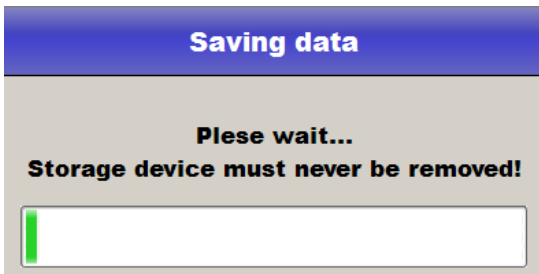 Saving data
Plese wait...
Storage device must never be removed!